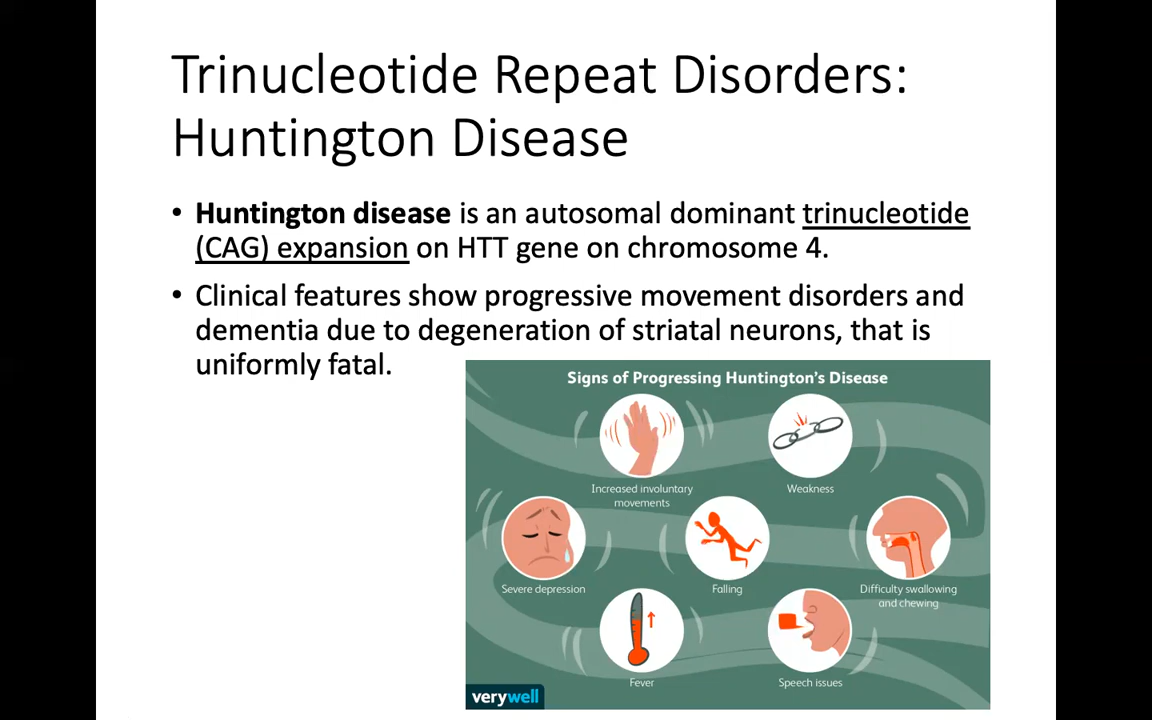 Trinucleotide Repeat Disorders:
Huntington Disease
• Huntington disease is an autosomal dominant trinucleotide
(CAG) expansion on HTT gene on chromosome 4.
• Clinical features show progressive movement disorders and
dementia due to degeneration of striatal neurons, that is
uniformly fatal.
Signs of Progressing Huntington's Disease
Increased involuntary
movements
Weakness
Severe depression
Falling
Difficulty swallowing
and chewing
Fever
Speech issues
verywell